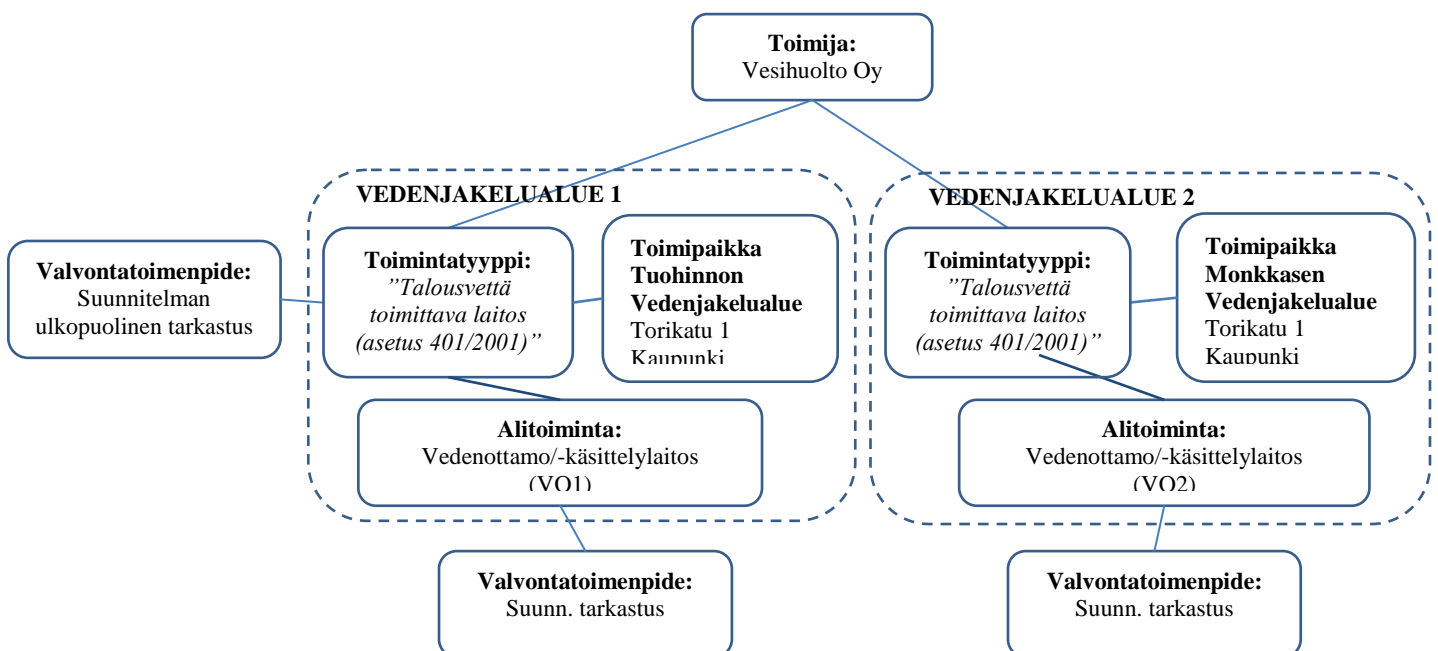 Toimija:
Vesihuolto Oy
VEDENJAKELUALUE 1
Valvontatoimenpide:
Suunnitelman
ulkopuolinen tarkastus
Toimintatyyppi:
”Talousvettä
toimittava laitos
(asetus 401/2001)”
Toimipaikka
Tuohinnon
Vedenjakelualue
Torikatu 1
Kaupunki
Alitoiminta:
Vedenottamo/-käsittelylaitos
(VO1)
Valvontatoimenpide:
Suunn. tarkastus
VEDENJAKELUALUE 2
Toimintatyyppi:
”Talousvettä
toimittava laitos
(asetus 401/2001)”
Toimipaikka
Monkkasen
Vedenjakelualue
Torikatu 1
Kaupunki
Alitoiminta:
Vedenottamo/-käsittelylaitos
(VO2)
Valvontatoimenpide:
Suunn. tarkastus